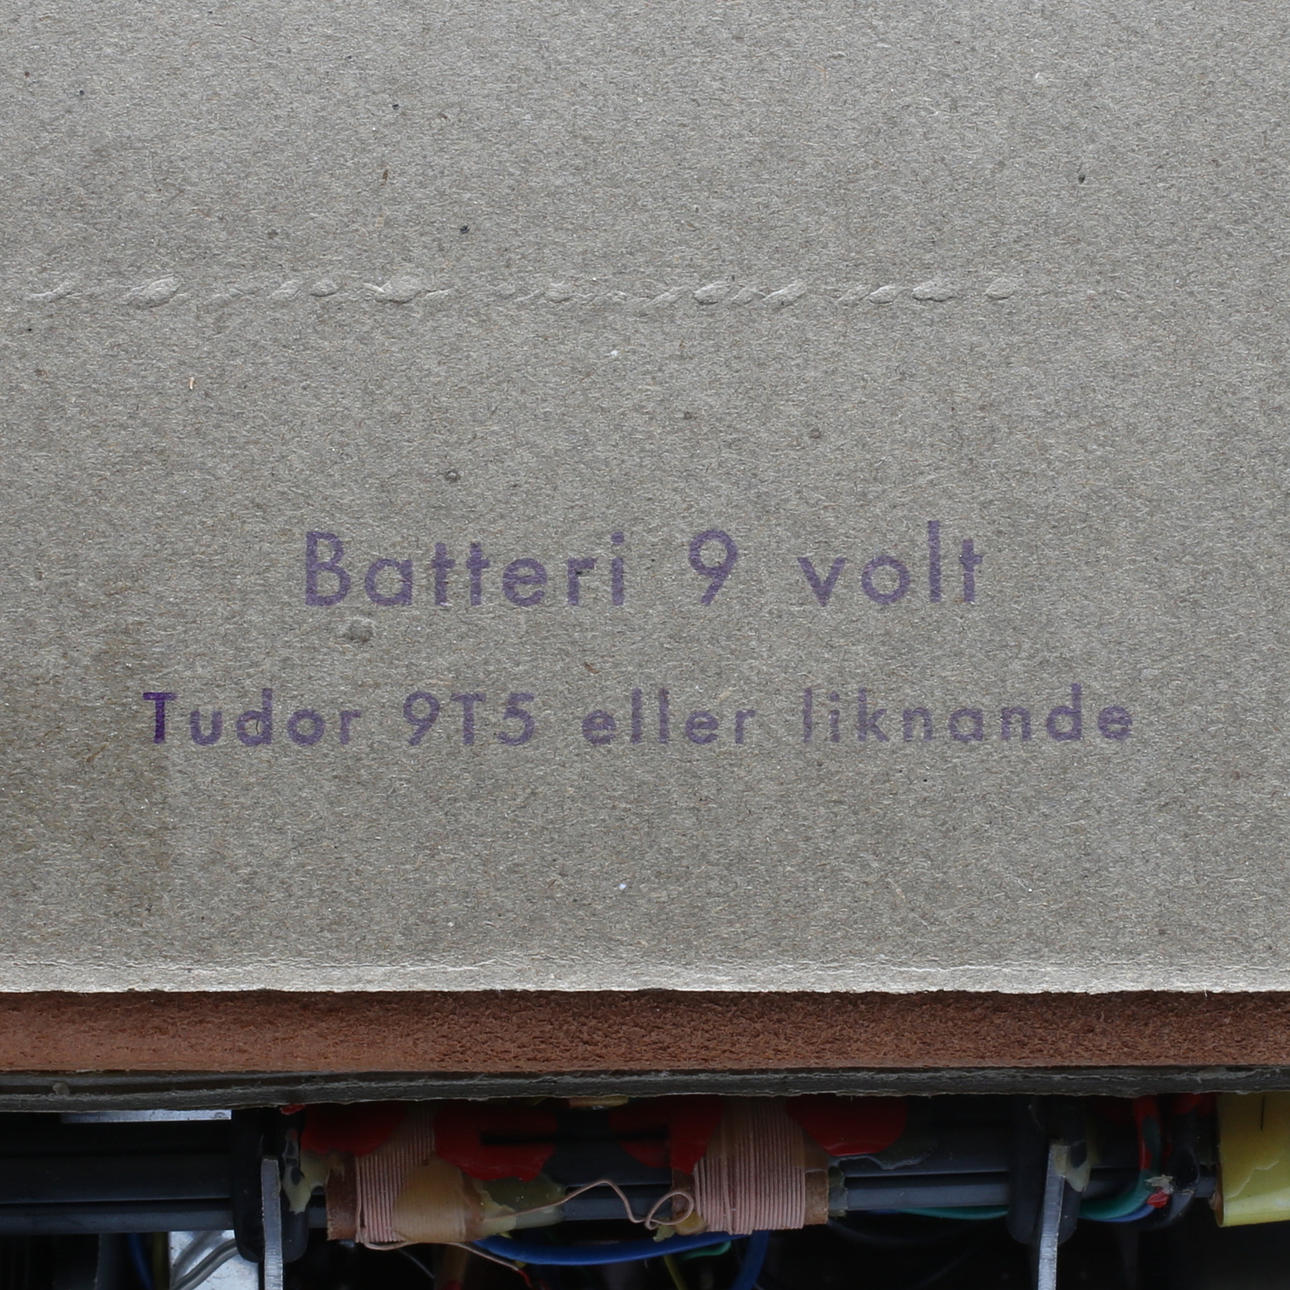 Batteri 9 volt
Tudor 9T5 eller liknande